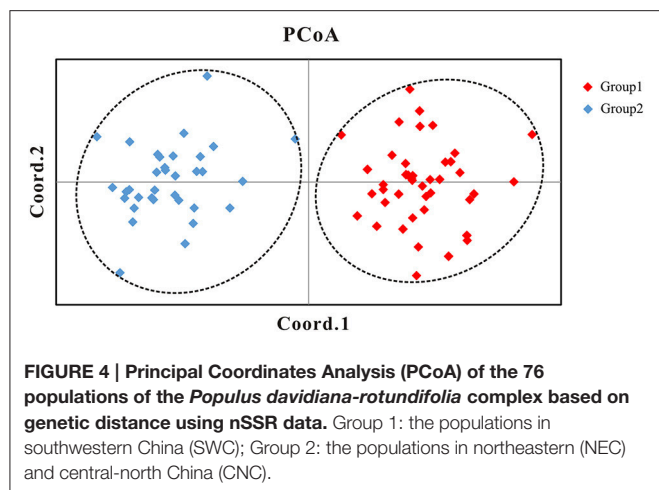 PCoA
Group1
Group2
Coord.2
Coord.1
FIGURE 4 | Principal Coordinates Analysis (PCoA) of the 76
populations of the Populus davidiana-rotundifolia complex based on
genetic distance using nSSR data. Group 1: the populations in
southwestern China (SWC); Group 2: the populations in northeastern (NEC)
and central-north China (CNC).